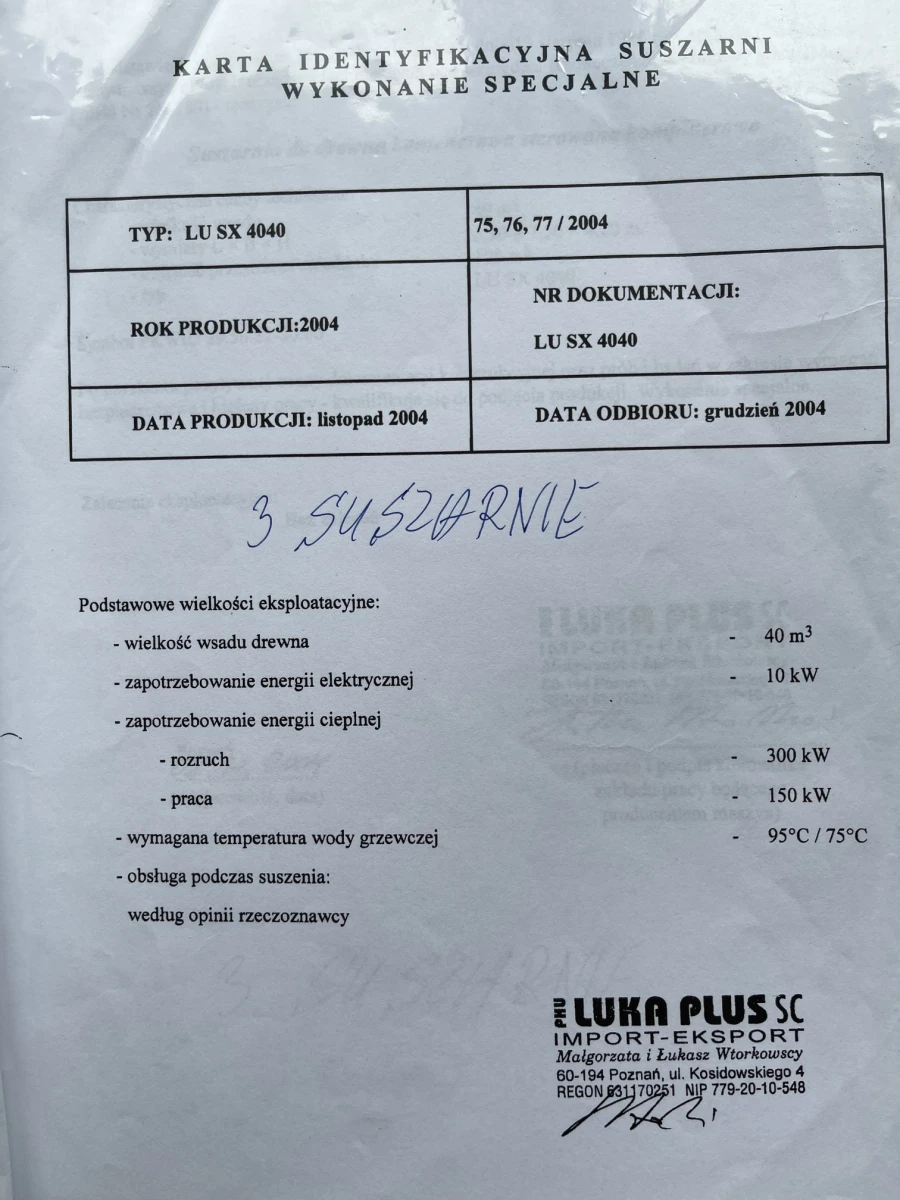 KARTA IDENTYFIKACYJNA SUSZARNI
WYKONANIE SPECJALNE
TYP: LU SX 4040
75, 76, 77 / 2004
ROK PRODUKCJI:2004
NR DOKUMENTACJI:
LU SX 4040
DATA PRODUKCJI: listopad 2004
DATA ODBIORU: grudzień 2004
3 SUSZARNIE
Podstawowe wielkości eksploatacyjne:
- wielkość wsadu drewna - 40 m³
- zapotrzebowanie energii elektrycznej - 10 kW
- zapotrzebowanie energii cieplnej
- rozruch - 300 kW
- praca - 150 kW
- wymagana temperatura wody grzewczej - 95°C / 75°C
- obsługa podczas suszenia:
według opinii rzeczoznawcy
PHU LUKA PLUS SC
IMPORT-EKSPORT
Małgorzata i Łukasz Wtorkowscy
60-194 Poznań, ul. Kosidowskiego 4
REGON 631170251 NIP 779-20-10-548